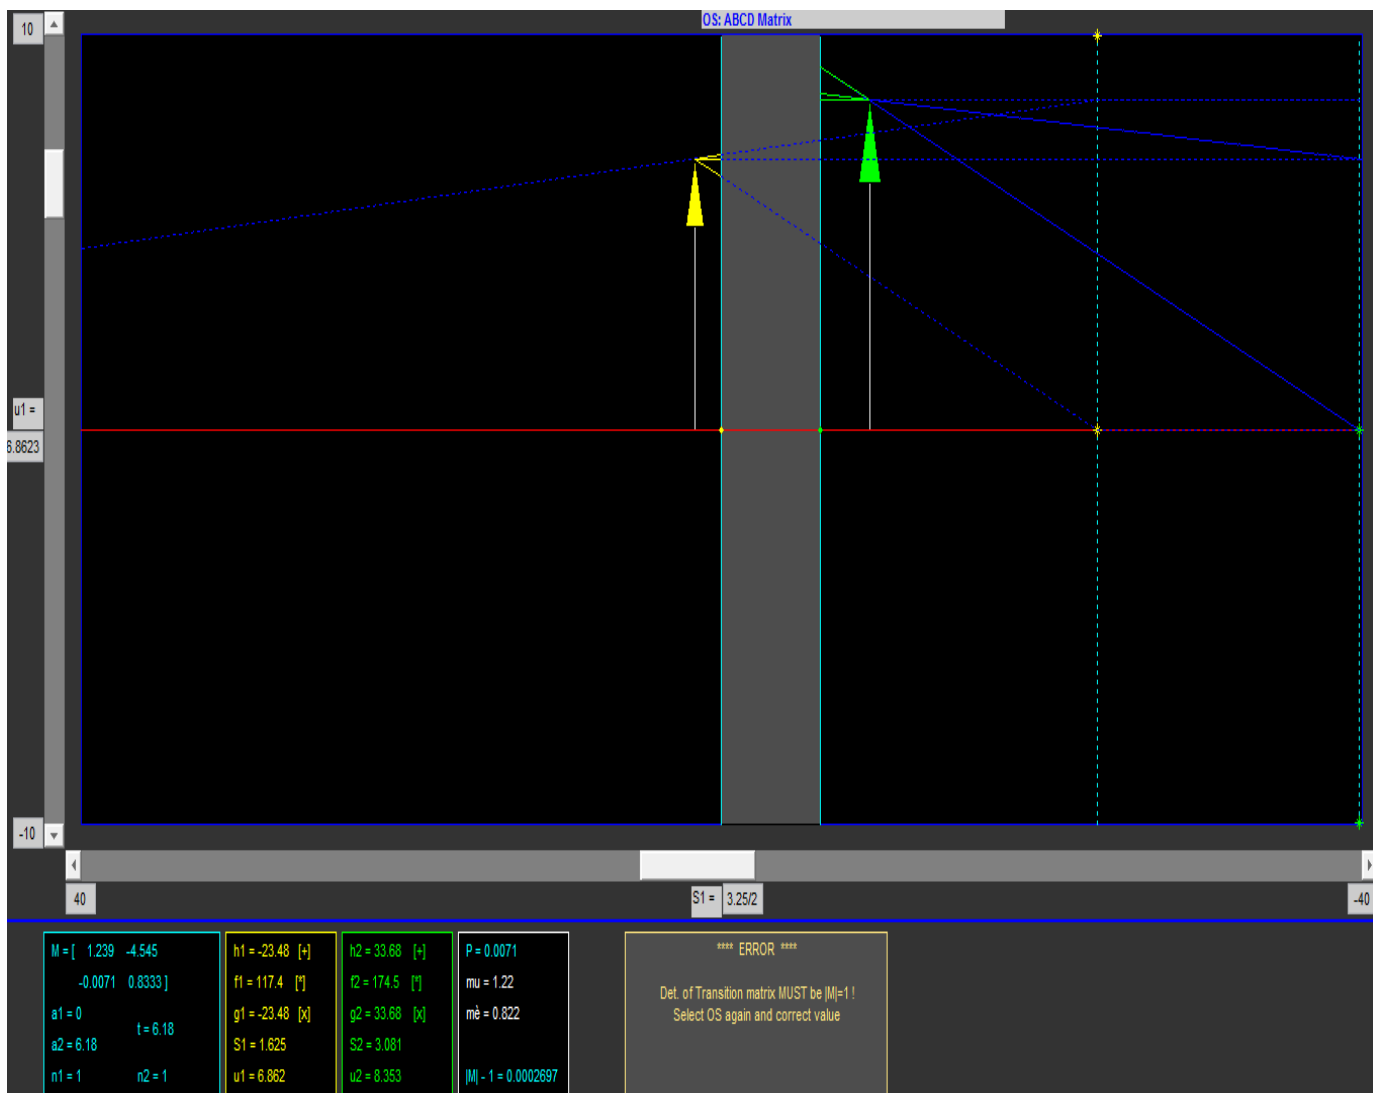 OS: ABCD Matrix
10
u1 =
6.8623
-10
40
S1 =
3.25/2
-40
M = [ 1.239 -4.545
-0.0071 0.8333 ]
a1 = 0
t = 6.18
a2 = 6.18
n1 = 1 n2 = 1
h1 = -23.48 [+]
f1 = 117.4 [*]
g1 = -23.48 [x]
S1 = 1.625
u1 = 6.862
h2 = 33.68 [+]
f2 = 174.5 [*]
g2 = 33.68 [x]
S2 = 3.081
u2 = 8.353
P = 0.0071
mu = 1.22
mè = 0.822
|M| - 1 = 0.0002697
**** ERROR ****
Det. of Transition matrix MUST be |M|=1 !
Select OS again and correct value